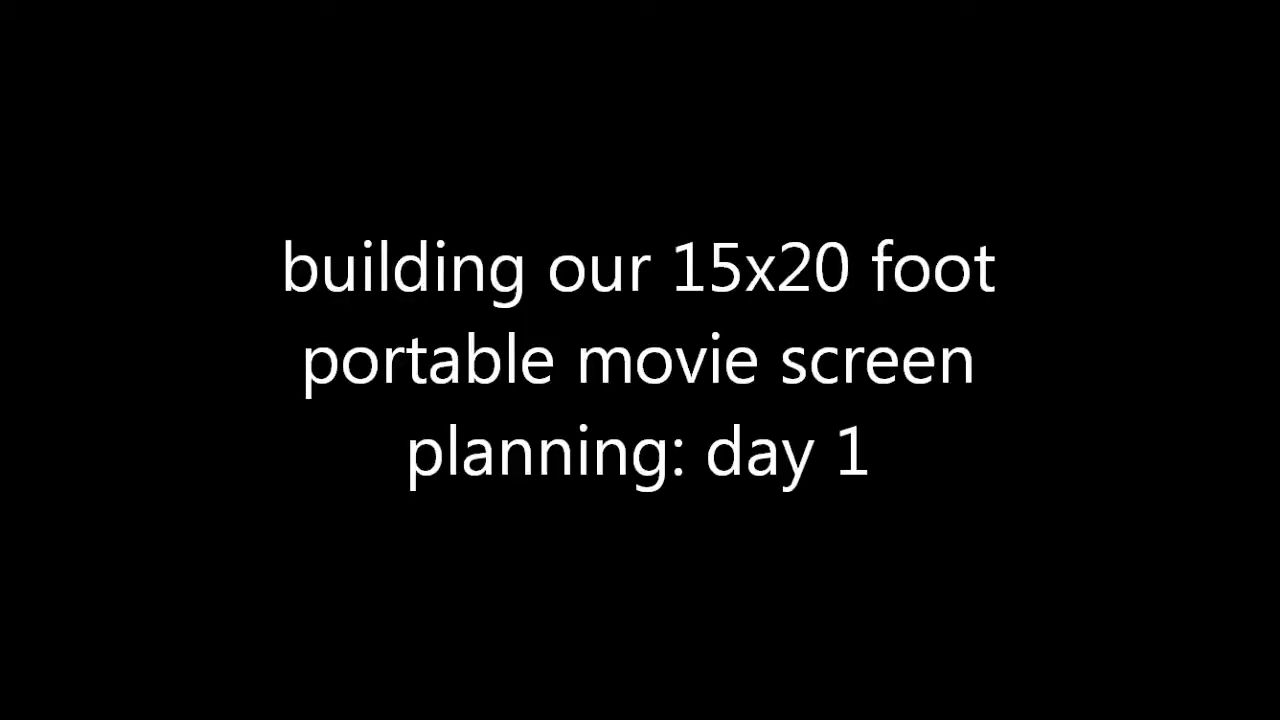 building our 15x20 foot
portable movie screen
planning: day 1